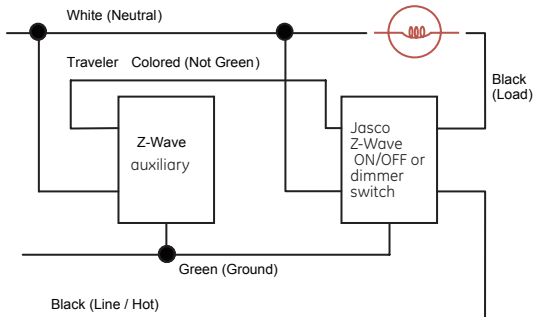 White (Neutral)
Traveler Colored (Not Green)
Black
(Load)
Z-Wave
auxiliary
Jasco
Z-Wave
ON/OFF or
dimmer
switch
Green (Ground)
Black (Line / Hot)